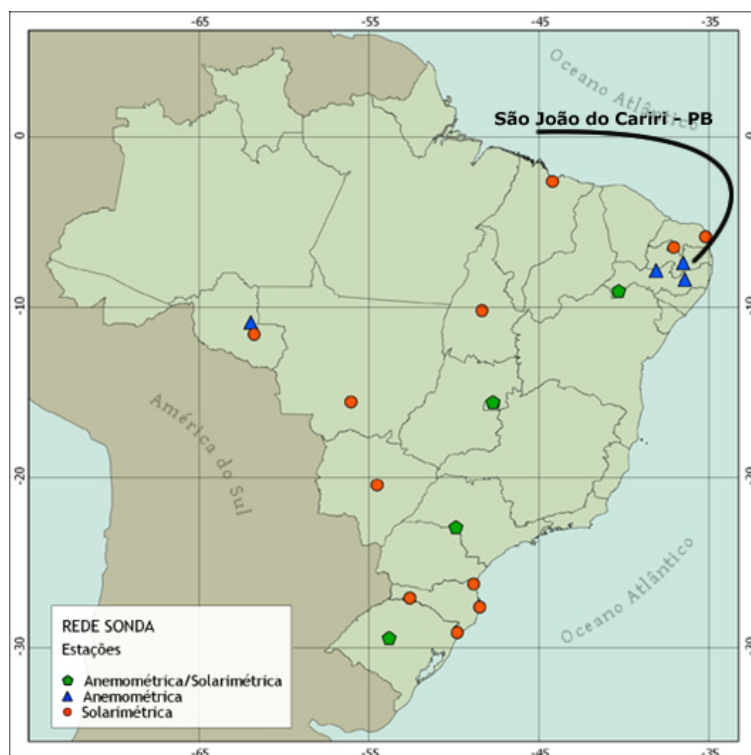 -65 -55 -45 -35
Oceano Atlântico
São João do Cariri – PB
0 0
-10 -10
América do Sul
-20 -20
Oceano Atlântico
REDE SONDA
Estações
Anemométrica/Solarimétrica
Anemométrica
Solarimétrica
-30 -30
-65 -55 -45 -35